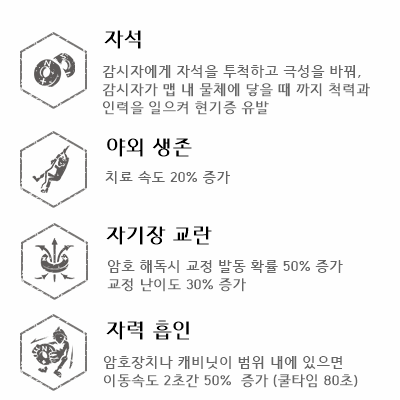 자석
감시자에게 자석을 투척하고 극성을 바꿔,
감시자가 맵 내 물체에 닿을 때 까지 척력과
인력을 일으켜 현기증 유발
야외 생존
치료 속도 20% 증가
자기장 교란
암호 해독시 교정 발동 확률 50% 증가
교정 난이도 30% 증가
자력 흡인
암호장치나 캐비닛이 범위 내에 있으면
이동속도 2초간 50% 증가 (쿨타임 80초)